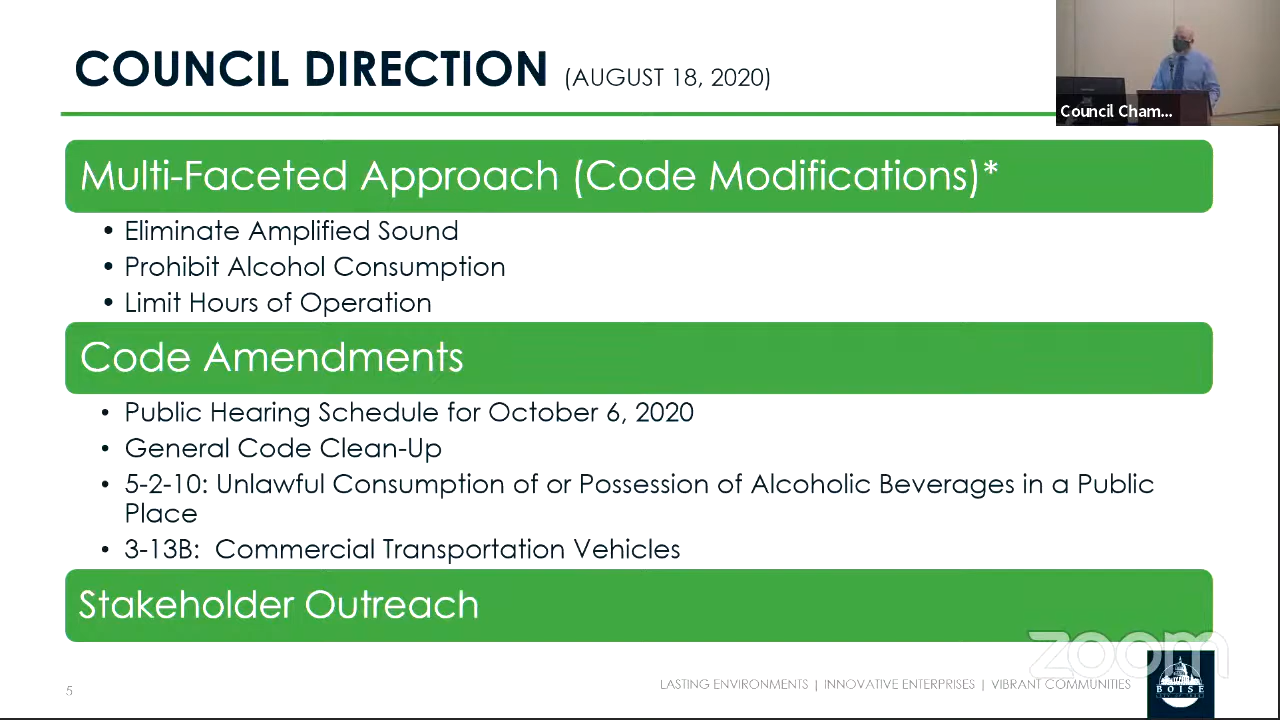 COUNCIL DIRECTION (AUGUST 18, 2020)
Council Cham...
Multi-Faceted Approach (Code Modifications)*
• Eliminate Amplified Sound
• Prohibit Alcohol Consumption
• Limit Hours of Operation
Code Amendments
• Public Hearing Schedule for October 6, 2020
• General Code Clean-Up
• 5-2-10: Unlawful Consumption of or Possession of Alcoholic Beverages in a Public
Place
• 3-13B: Commercial Transportation Vehicles
Stakeholder Outreach
zoom
5
LASTING ENVIRONMENTS | INNOVATIVE ENTERPRISES | VIBRANT COMMUNITIES
BOISE